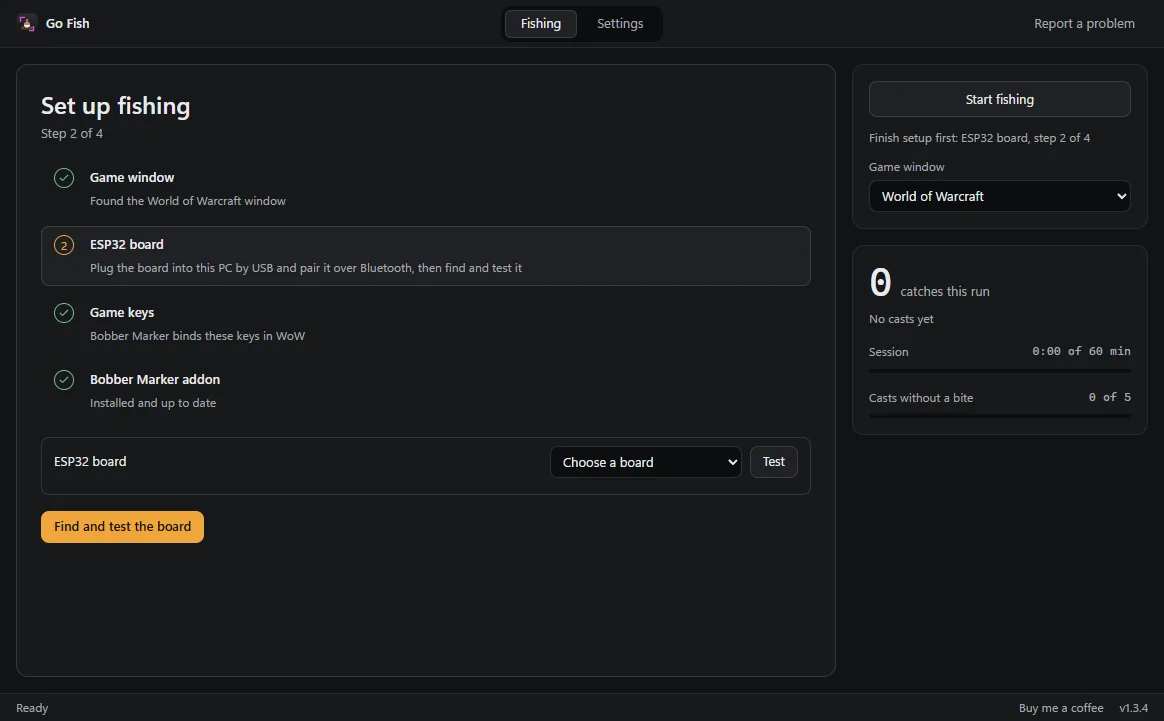 Go Fish
Fishing
Settings
Report a problem
Set up fishing
Step 2 of 4
Game window
Found the World of Warcraft window
2
ESP32 board
Plug the board into this PC by USB and pair it over Bluetooth, then find and test it
Game keys
Bobber Marker binds these keys in WoW
Bobber Marker addon
Installed and up to date
ESP32 board
Choose a board
Test
Find and test the board
Start fishing
Finish setup first: ESP32 board, step 2 of 4
Game window
World of Warcraft
0 catches this run
No casts yet
Session 0:00 of 60 min
Casts without a bite 0 of 5
Ready
Buy me a coffee
v1.3.4